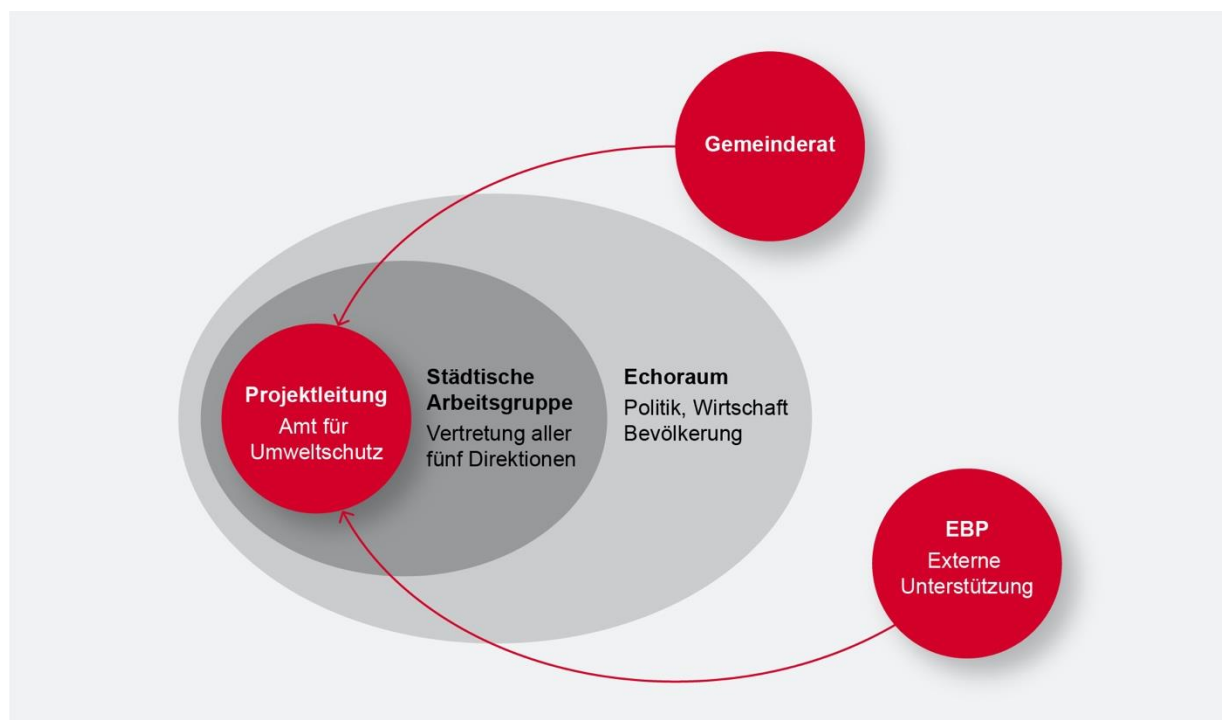 Gemeinderat
Projektleitung
Amt für
Umweltschutz
Städtische
Arbeitsgruppe
Vertretung aller
fünf Direktionen
Echoraum
Politik, Wirtschaft
Bevölkerung
EBP
Externe
Unterstützung